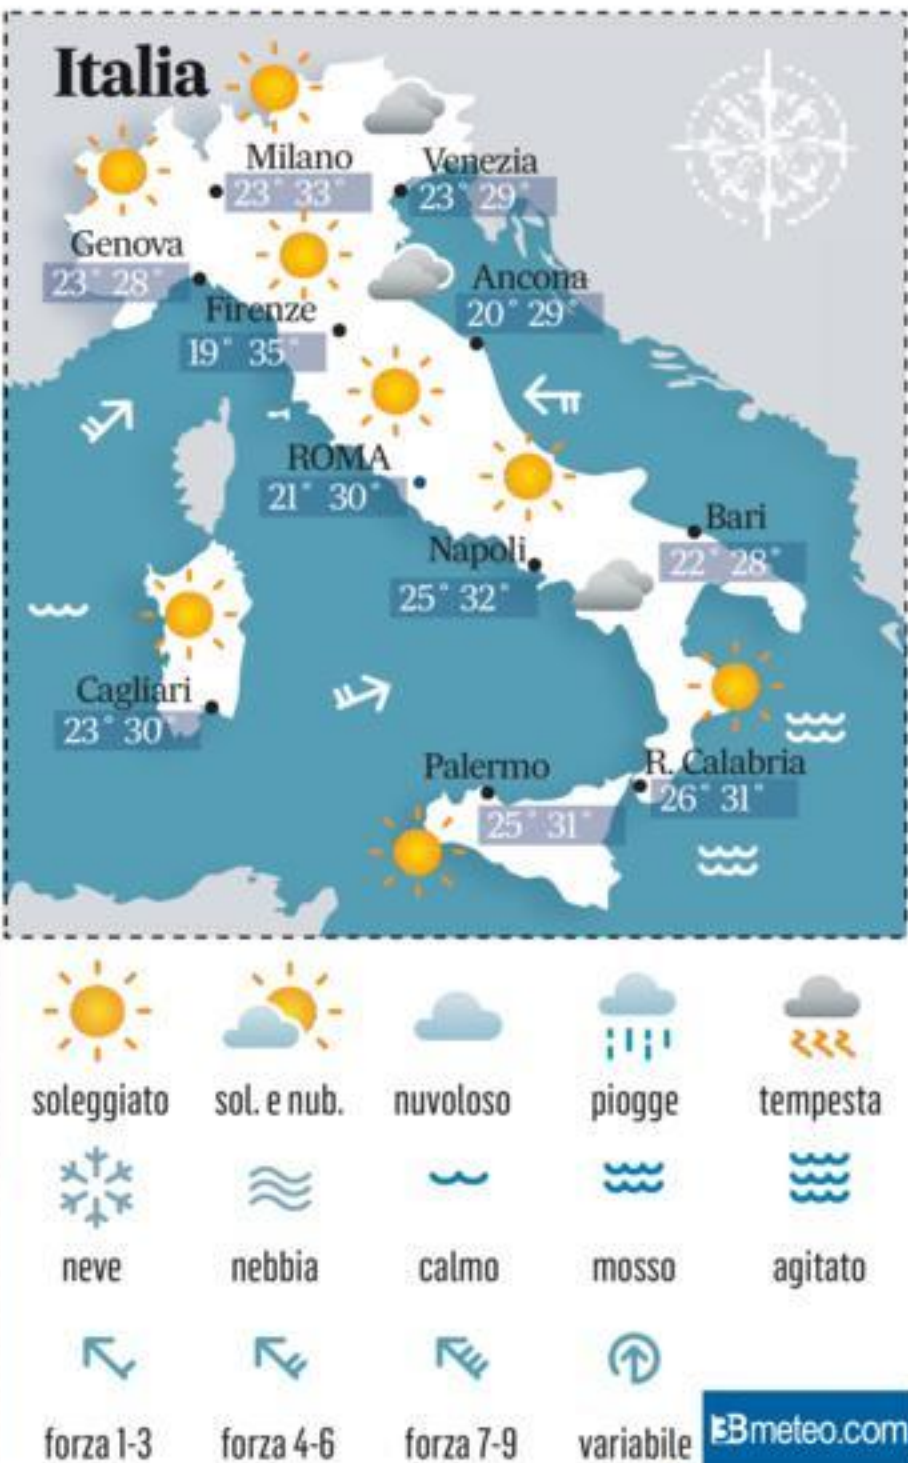 Italia
Milano
23° 33°
Venezia
23° 29°
Genova
23° 28°
Ancona
20° 29°
Firenze
19° 35°
ROMA
21° 30°
Bari
22° 28°
Napoli
25° 32°
Cagliari
23° 30°
Palermo
25° 31°
R. Calabria
26° 31°
soleggiato
sol. e nub.
nuvoloso
piogge
tempesta
neve
nebbia
calmo
mosso
agitato
forza 1-3
forza 4-6
forza 7-9
variabile
3Bmeteo.com